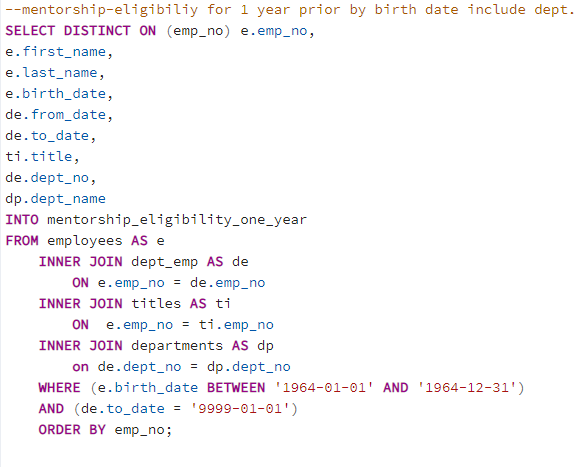 --mentorship-eligibiliy for 1 year prior by birth date include dept.
SELECT DISTINCT ON (emp_no) e.emp_no,
e.first_name,
e.last_name,
e.birth_date,
de.from_date,
de.to_date,
ti.title,
de.dept_no,
dp.dept_name
INTO mentorship_eligibility_one_year
FROM employees AS e
    INNER JOIN dept_emp AS de
        ON e.emp_no = de.emp_no
    INNER JOIN titles AS ti
        ON  e.emp_no = ti.emp_no
    INNER JOIN departments AS dp
        on de.dept_no = dp.dept_no
    WHERE (e.birth_date BETWEEN '1964-01-01' AND '1964-12-31')
    AND (de.to_date = '9999-01-01')
    ORDER BY emp_no;